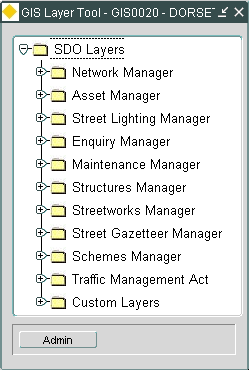 GIS Layer Tool - GIS0020 - DORSET
SDO Layers
Network Manager
Asset Manager
Street Lighting Manager
Enquiry Manager
Maintenance Manager
Structures Manager
Streetworks Manager
Street Gazetteer Manager
Schemes Manager
Traffic Management Act
Custom Layers
Admin